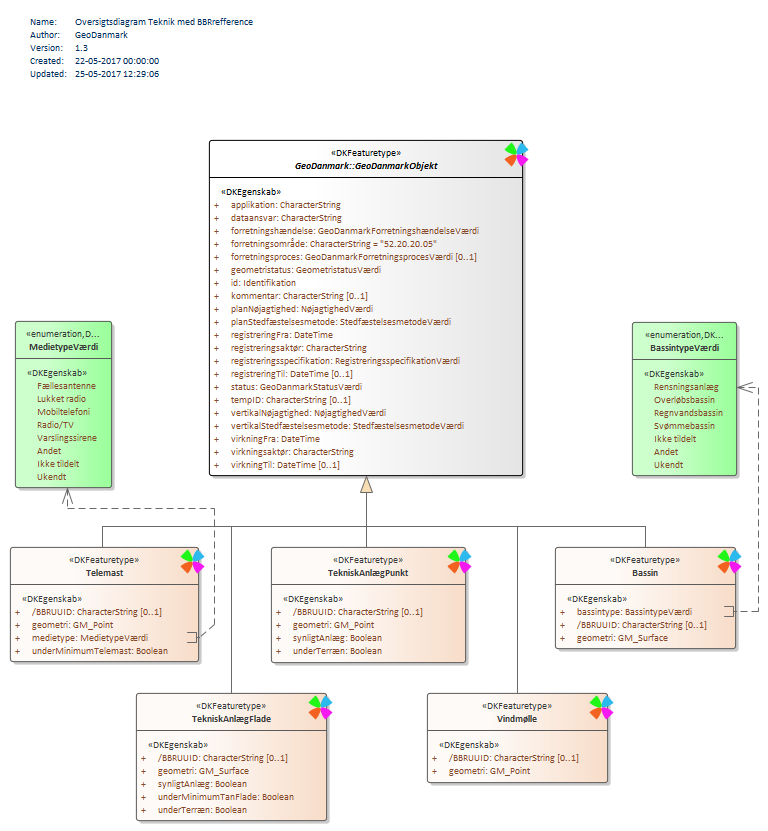 Name: Oversigtsdiagram Teknik med BBRrefference
Author: GeoDanmark
Version: 1.3
Created: 22-05-2017 00:00:00
Updated: 25-05-2017 12:29:06
«DKFeaturetype»
GeoDanmark::GeoDanmarkObjekt
«DKEgenskab»
+ applikation: CharacterString
+ dataansvar: CharacterString
+ forretningshændelse: GeoDanmarkForretningshændelseVærdi
+ forretningsområde: CharacterString = "52.20.20.05"
+ forretningsproces: GeoDanmarkForretningsprocesVærdi [0..1]
+ geometristatus: GeometristatusVærdi
+ id: Identifikation
+ kommentar: CharacterString [0..1]
+ planNøjagtighed: NøjagtighedVærdi
+ planStedfæstelsesmetode: StedfæstelsesmetodeVærdi
+ registreringFra: DateTime
+ registreringsaktør: CharacterString
+ registreringsspecifikation: RegistreringsspecifikationVærdi
+ registreringTil: DateTime [0..1]
+ status: GeoDanmarkStatusVærdi
+ tempID: CharacterString [0..1]
+ vertikalNøjagtighed: NøjagtighedVærdi
+ vertikalStedfæstelsesmetode: StedfæstelsesmetodeVærdi
+ virkningFra: DateTime
+ virkningsaktør: CharacterString
+ virkningTil: DateTime [0..1]
«enumeration,D...
MedietypeVærdi
«DKEgenskab»
Fællesantenne
Lukket radio
Mobiltelefoni
Radio/TV
Varslingssirene
Andet
Ikke tildelt
Ukendt
«enumeration,DK...
BassintypeVærdi
«DKEgenskab»
Rensningsanlæg
Overløbsbassin
Regnvandsbassin
Svømmebassin
Ikke tildelt
Andet
Ukendt
«DKFeaturetype»
Telemast
«DKEgenskab»
+ /BBRUUID: CharacterString [0..1]
+ geometri: GM_Point
+ medietype: MedietypeVærdi
+ underMinimumTelemast: Boolean
«DKFeaturetype»
TekniskAnlægPunkt
«DKEgenskab»
+ /BBRUUID: CharacterString [0..1]
+ geometri: GM_Point
+ synligtAnlæg: Boolean
+ underTerræn: Boolean
«DKFeaturetype»
Bassin
«DKEgenskab»
+ bassintype: BassintypeVærdi
+ /BBRUUID: CharacterString [0..1]
+ geometri: GM_Surface
«DKFeaturetype»
TekniskAnlægFlade
«DKEgenskab»
+ /BBRUUID: CharacterString [0..1]
+ geometri: GM_Surface
+ synligtAnlæg: Boolean
+ underMinimumTanFlade: Boolean
+ underTerræn: Boolean
«DKFeaturetype»
Vindmølle
«DKEgenskab»
+ /BBRUUID: CharacterString [0..1]
+ geometri: GM_Point